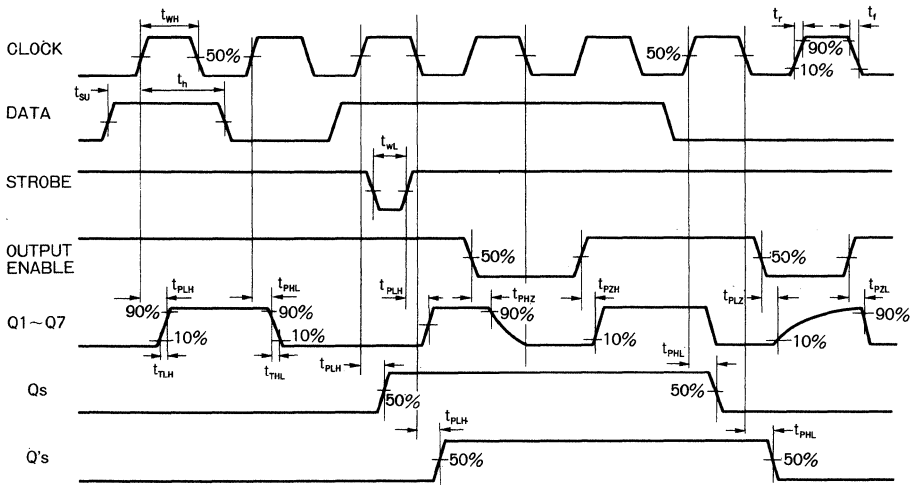 tWH tr tf
CLOCK 50% 50% 90% 10%
tSU th
DATA
twL
STROBE
OUTPUT ENABLE 50% 50%
tPLH tPHL tPLH tPHZ tPZH tPLZ tPZL
Q1~Q7 90% 10% 90% 10% 90% 10% 10% 90%
tTLH tTHL tPLH tPHL
Qs 50% 50%
tPLH tPHL
Q's 50% 50%